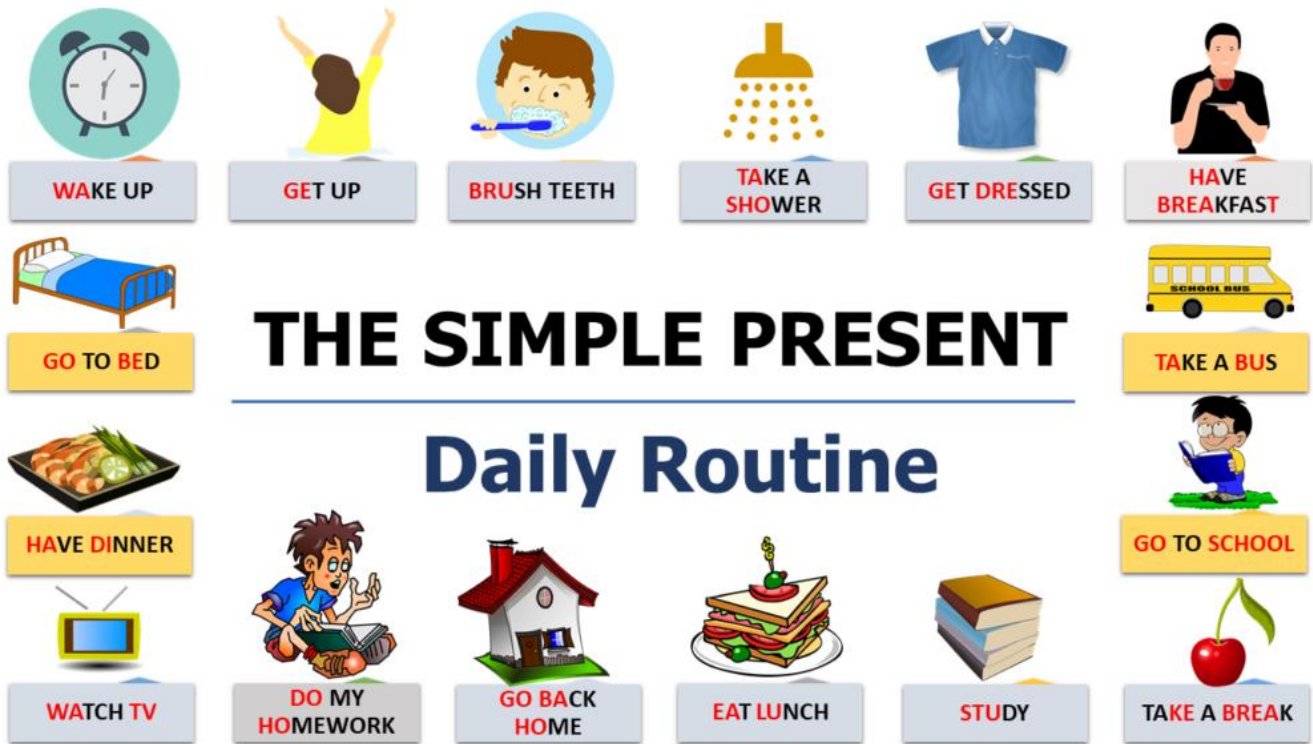 WAKE UP
GET UP
BRUSH TEETH
TAKE A
SHOWER
GET DRESSED
HAVE
BREAKFAST
SCHOOL BUS
GO TO BED
THE SIMPLE PRESENT
TAKE A BUS
Daily Routine
HAVE DINNER
GO TO SCHOOL
WATCH TV
DO MY
HOMEWORK
GO BACK
HOME
EAT LUNCH
STUDY
TAKE A BREAK